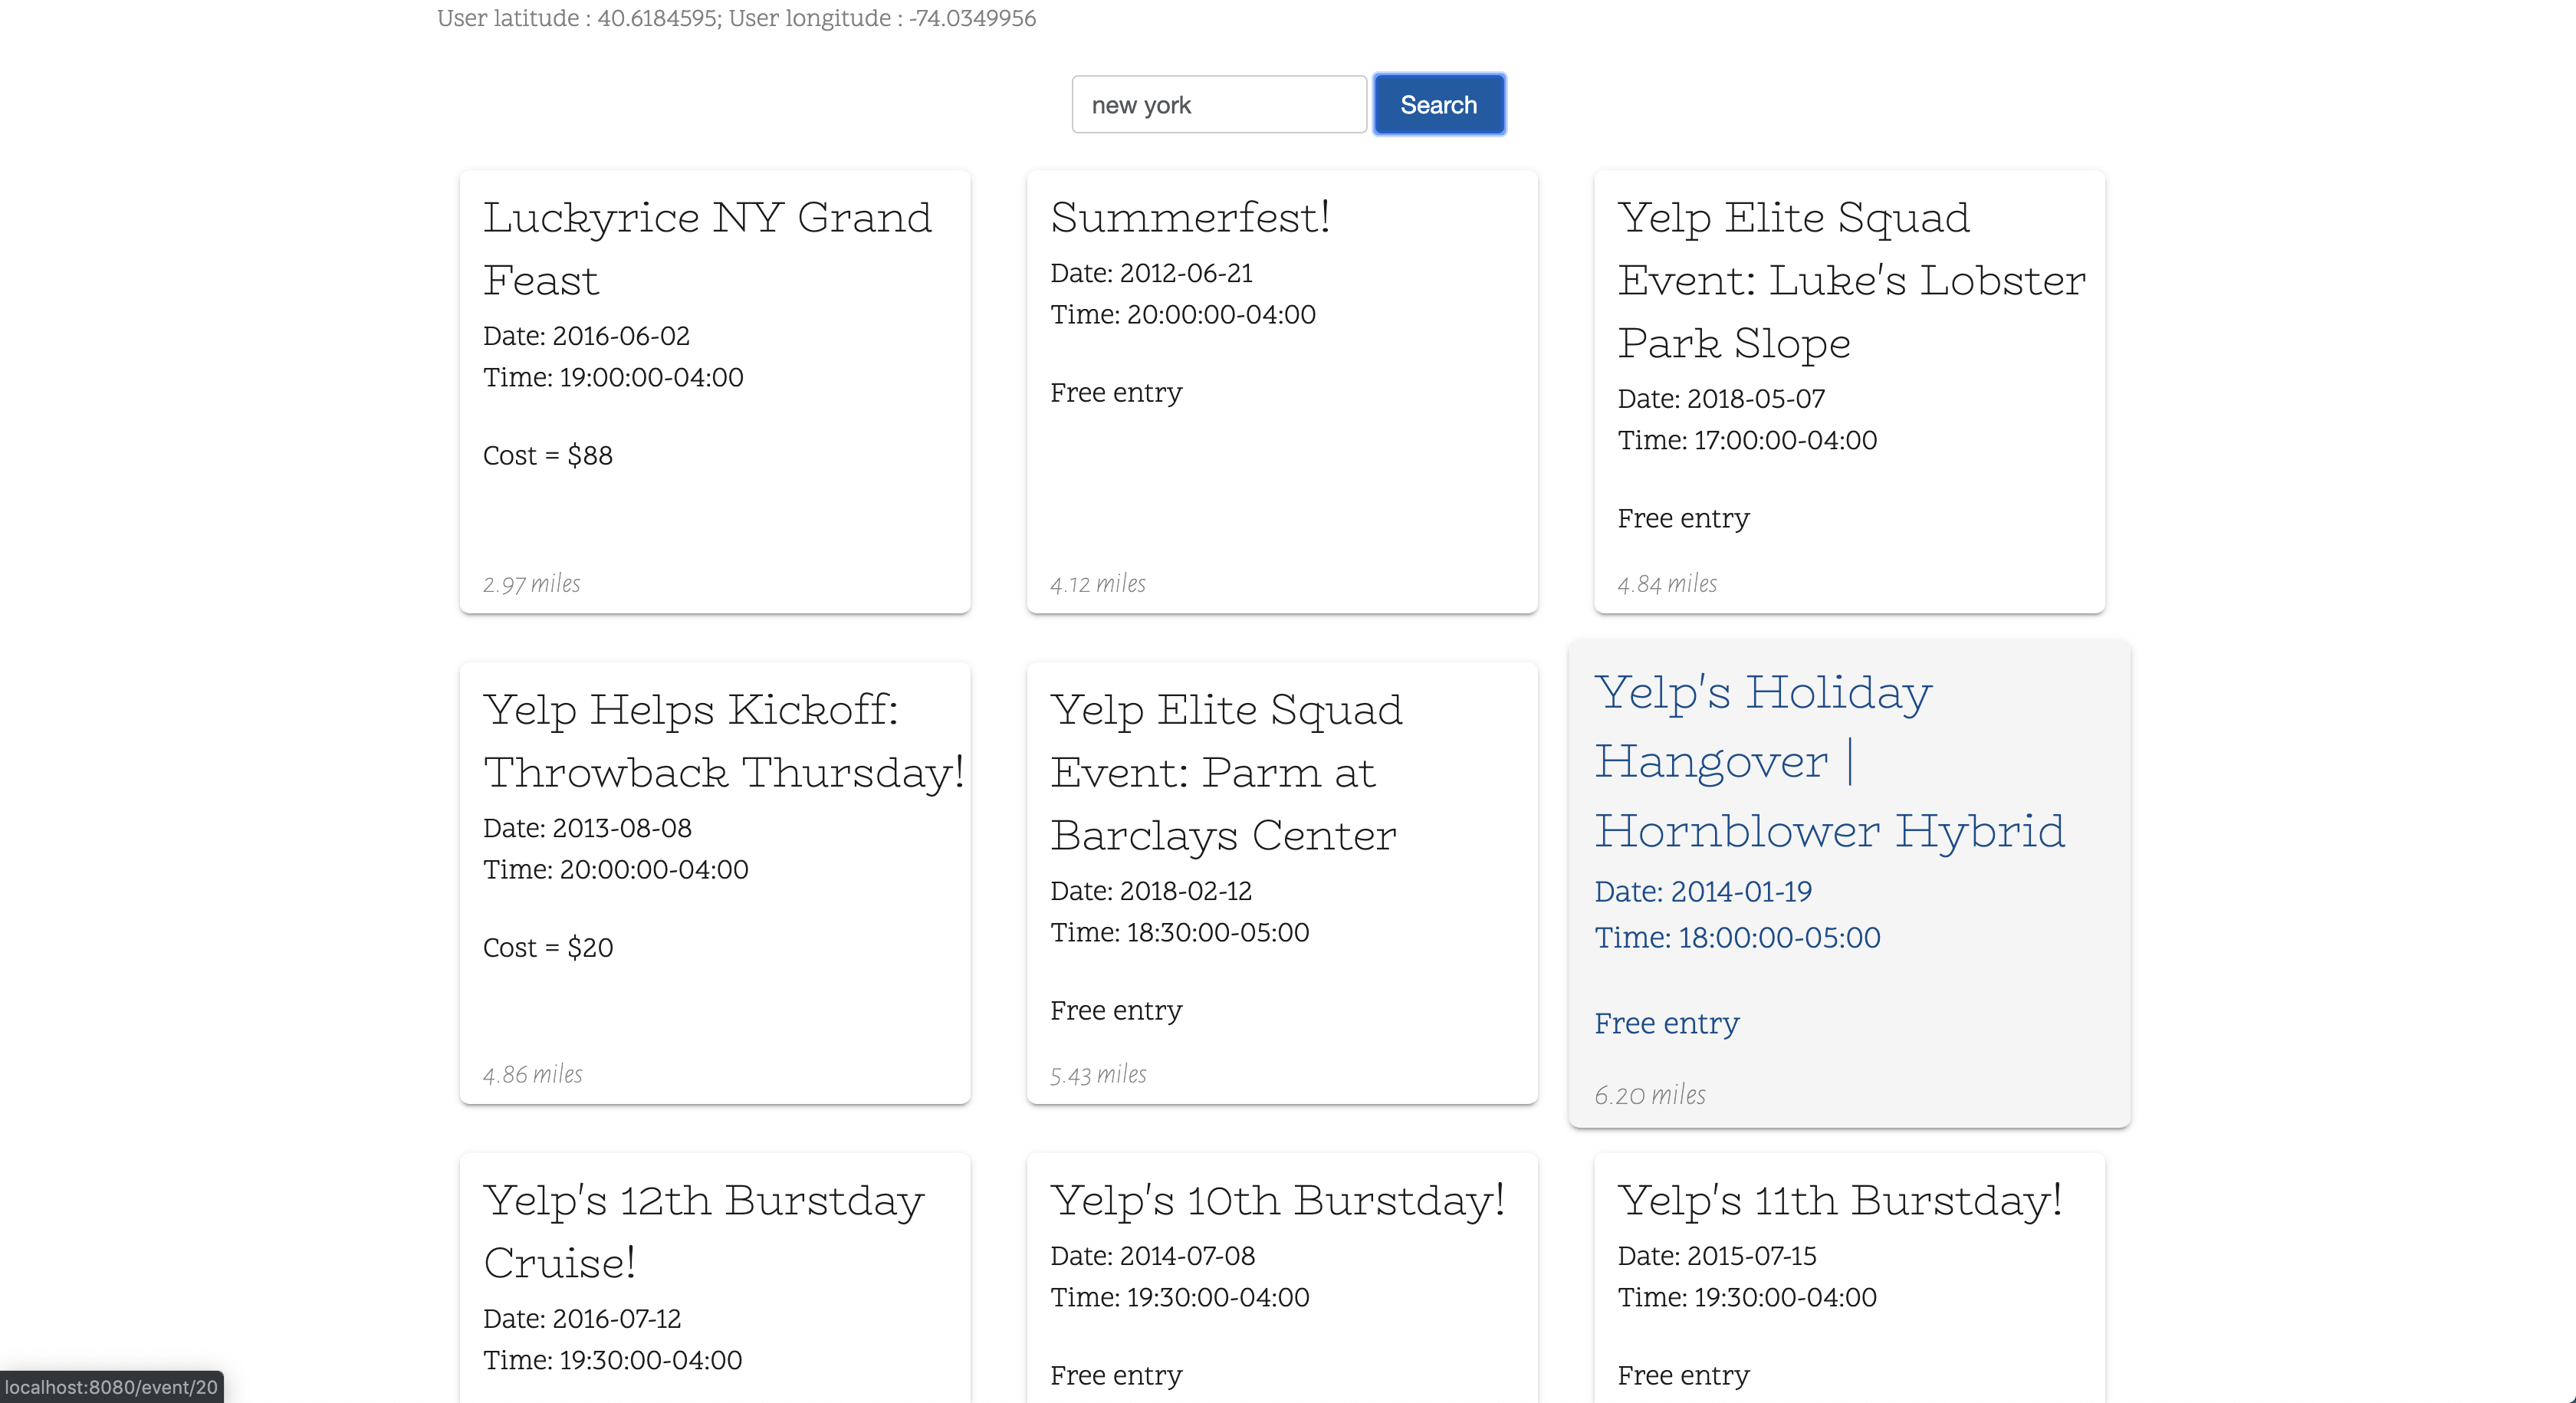 User latitude : 40.6184595; User longitude : -74.0349956
new york
Search
Luckyrice NY Grand
Feast
Date: 2016-06-02
Time: 19:00:00-04:00
Cost = $88
2.97 miles
Summerfest!
Date: 2012-06-21
Time: 20:00:00-04:00
Free entry
4.12 miles
Yelp Elite Squad
Event: Luke's Lobster
Park Slope
Date: 2018-05-07
Time: 17:00:00-04:00
Free entry
4.84 miles
Yelp Helps Kickoff:
Throwback Thursday!
Date: 2013-08-08
Time: 20:00:00-04:00
Cost = $20
4.86 miles
Yelp Elite Squad
Event: Parm at
Barclays Center
Date: 2018-02-12
Time: 18:30:00-05:00
Free entry
5.43 miles
Yelp's Holiday
Hangover |
Hornblower Hybrid
Date: 2014-01-19
Time: 18:00:00-05:00
Free entry
6.20 miles
Yelp's 12th Burstday
Cruise!
Date: 2016-07-12
Time: 19:30:00-04:00
Yelp's 10th Burstday!
Date: 2014-07-08
Time: 19:30:00-04:00
Free entry
Yelp's 11th Burstday!
Date: 2015-07-15
Time: 19:30:00-04:00
Free entry
localhost:8080/event/20